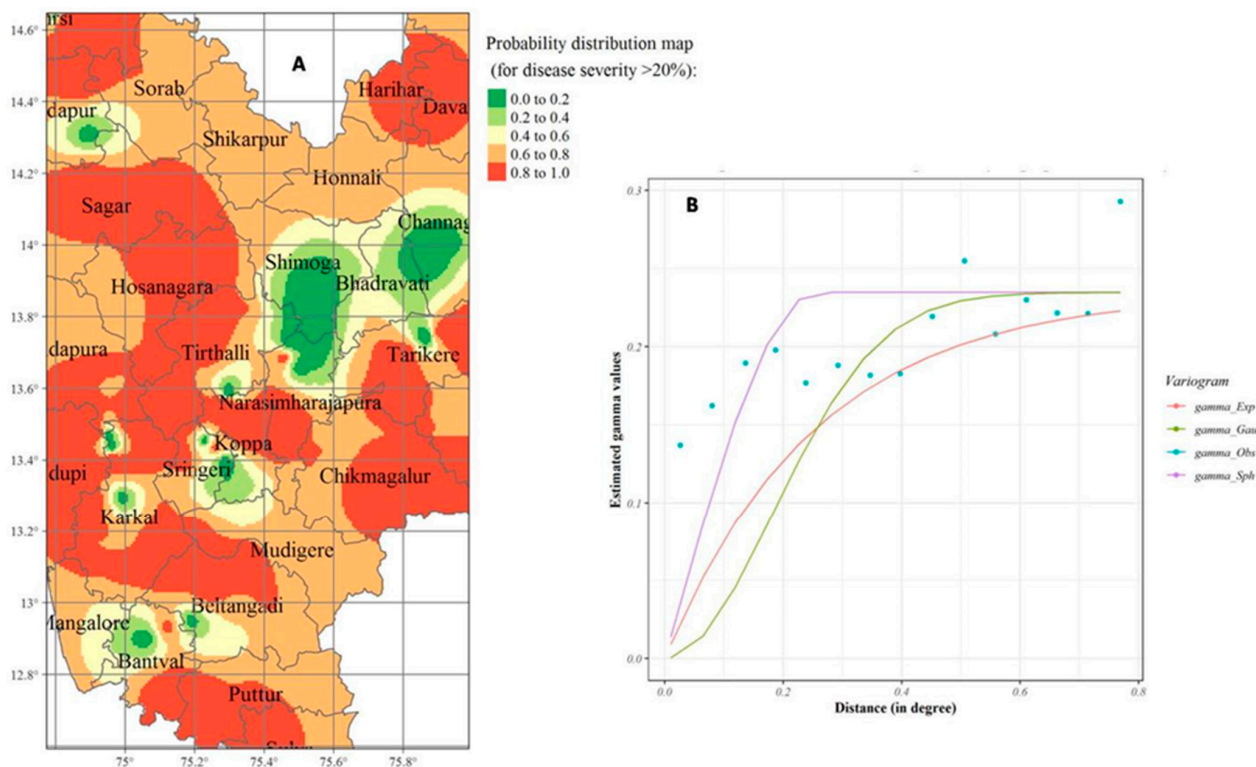 A
Probability distribution map
(for disease severity >20%):
0.0 to 0.2
0.2 to 0.4
0.4 to 0.6
0.6 to 0.8
0.8 to 1.0
14.6°
14.4°
14.2°
14°
13.8°
13.6°
13.4°
13.2°
13°
12.8°
75°
75.2°
75.4°
75.6°
75.8°
rsi
Sorab
Harihar
Dava
dapur
Shikarpur
Honnali
Sagar
Channag
Shimoga
Hosanagara
Bhadravati
dapura
Tirthalli
Tarikere
Narasimharajapura
Koppa
dupi
Sringeri
Chikmagalur
Karkal
Mudigere
Beltangadi
Mangalore
Bantval
Puttur
B
0.3
0.2
0.1
0.0
Estimated gamma values
0.0
0.2
0.4
0.6
0.8
Distance (in degree)
Variogram
gamma_Exp
gamma_Gau
gamma_Obs
gamma_Sph